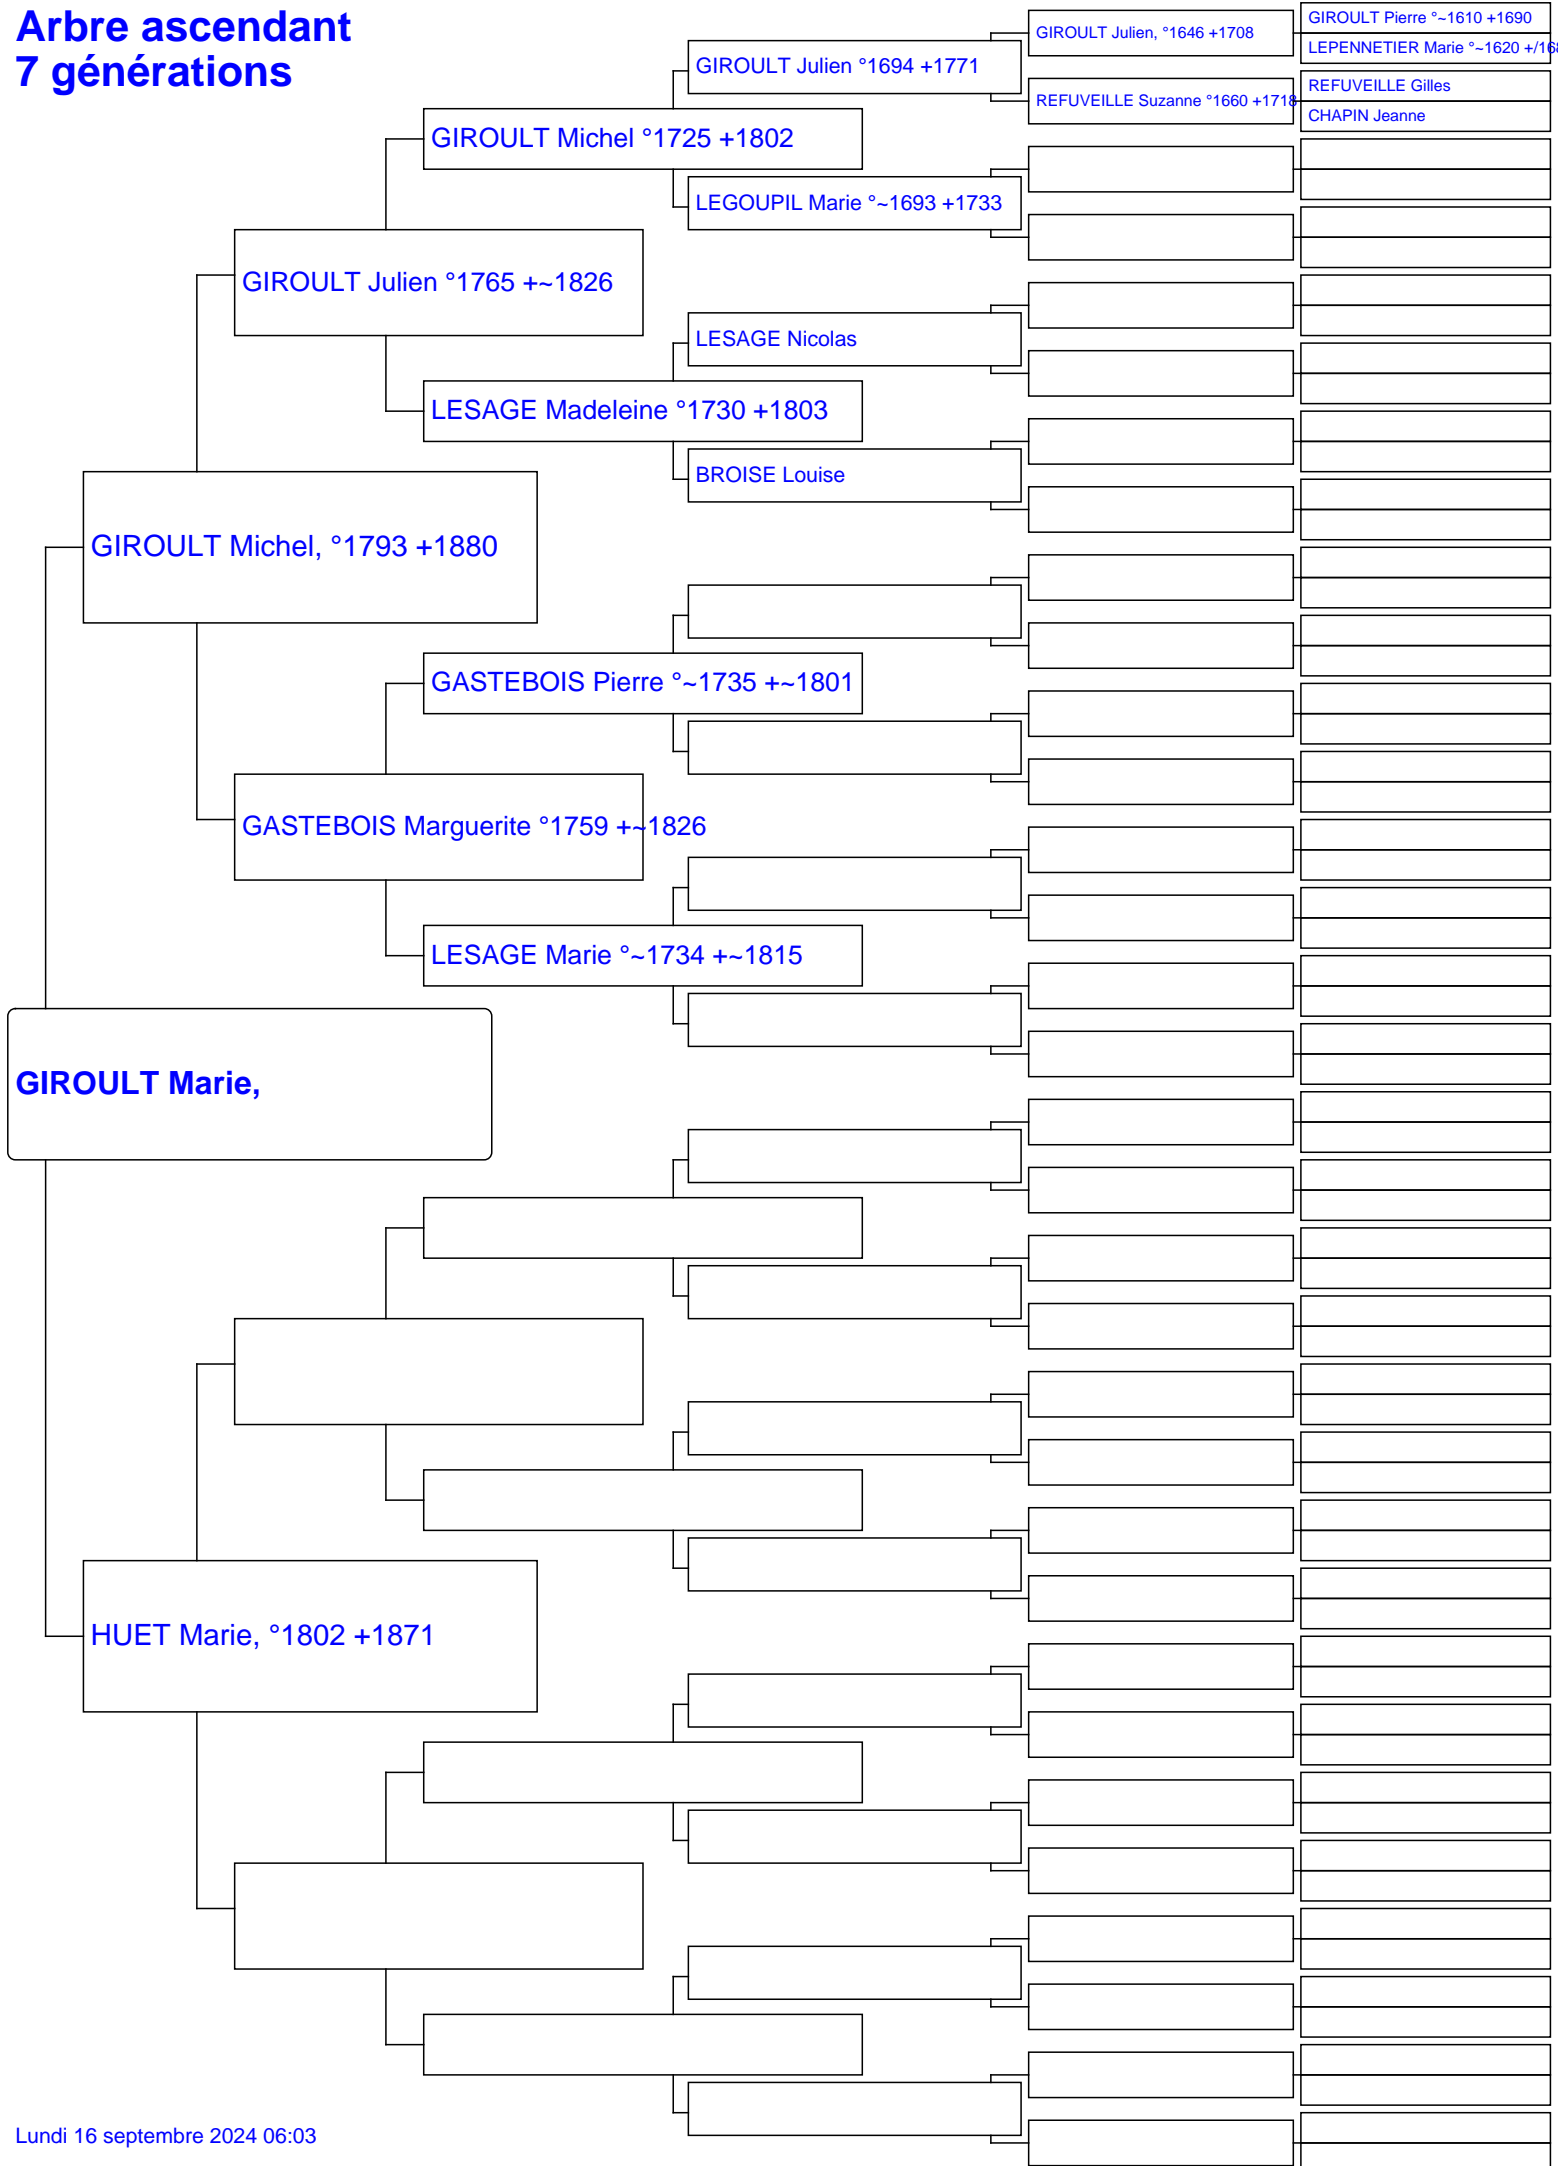 Arbre ascendant
7 générations
GIROULT Pierre °~1610 +1690
GIROULT Julien, °1646 +1708
LEPENNETIER Marie °~1620 +/16
GIROULT Julien °1694 +1771
REFUVEILLE Gilles
REFUVEILLE Suzanne °1660 +1718
CHAPIN Jeanne
GIROULT Michel °1725 +1802
LEGOUPIL Marie °~1693 +1733
GIROULT Julien °1765 +~1826
LESAGE Nicolas
LESAGE Madeleine °1730 +1803
BROISE Louise
GIROULT Michel, °1793 +1880
GASTEBOIS Pierre °~1735 +~1801
GASTEBOIS Marguerite °1759 +~1826
LESAGE Marie °~1734 +~1815
GIROULT Marie,
HUET Marie, °1802 +1871
Lundi 16 septembre 2024 06:03